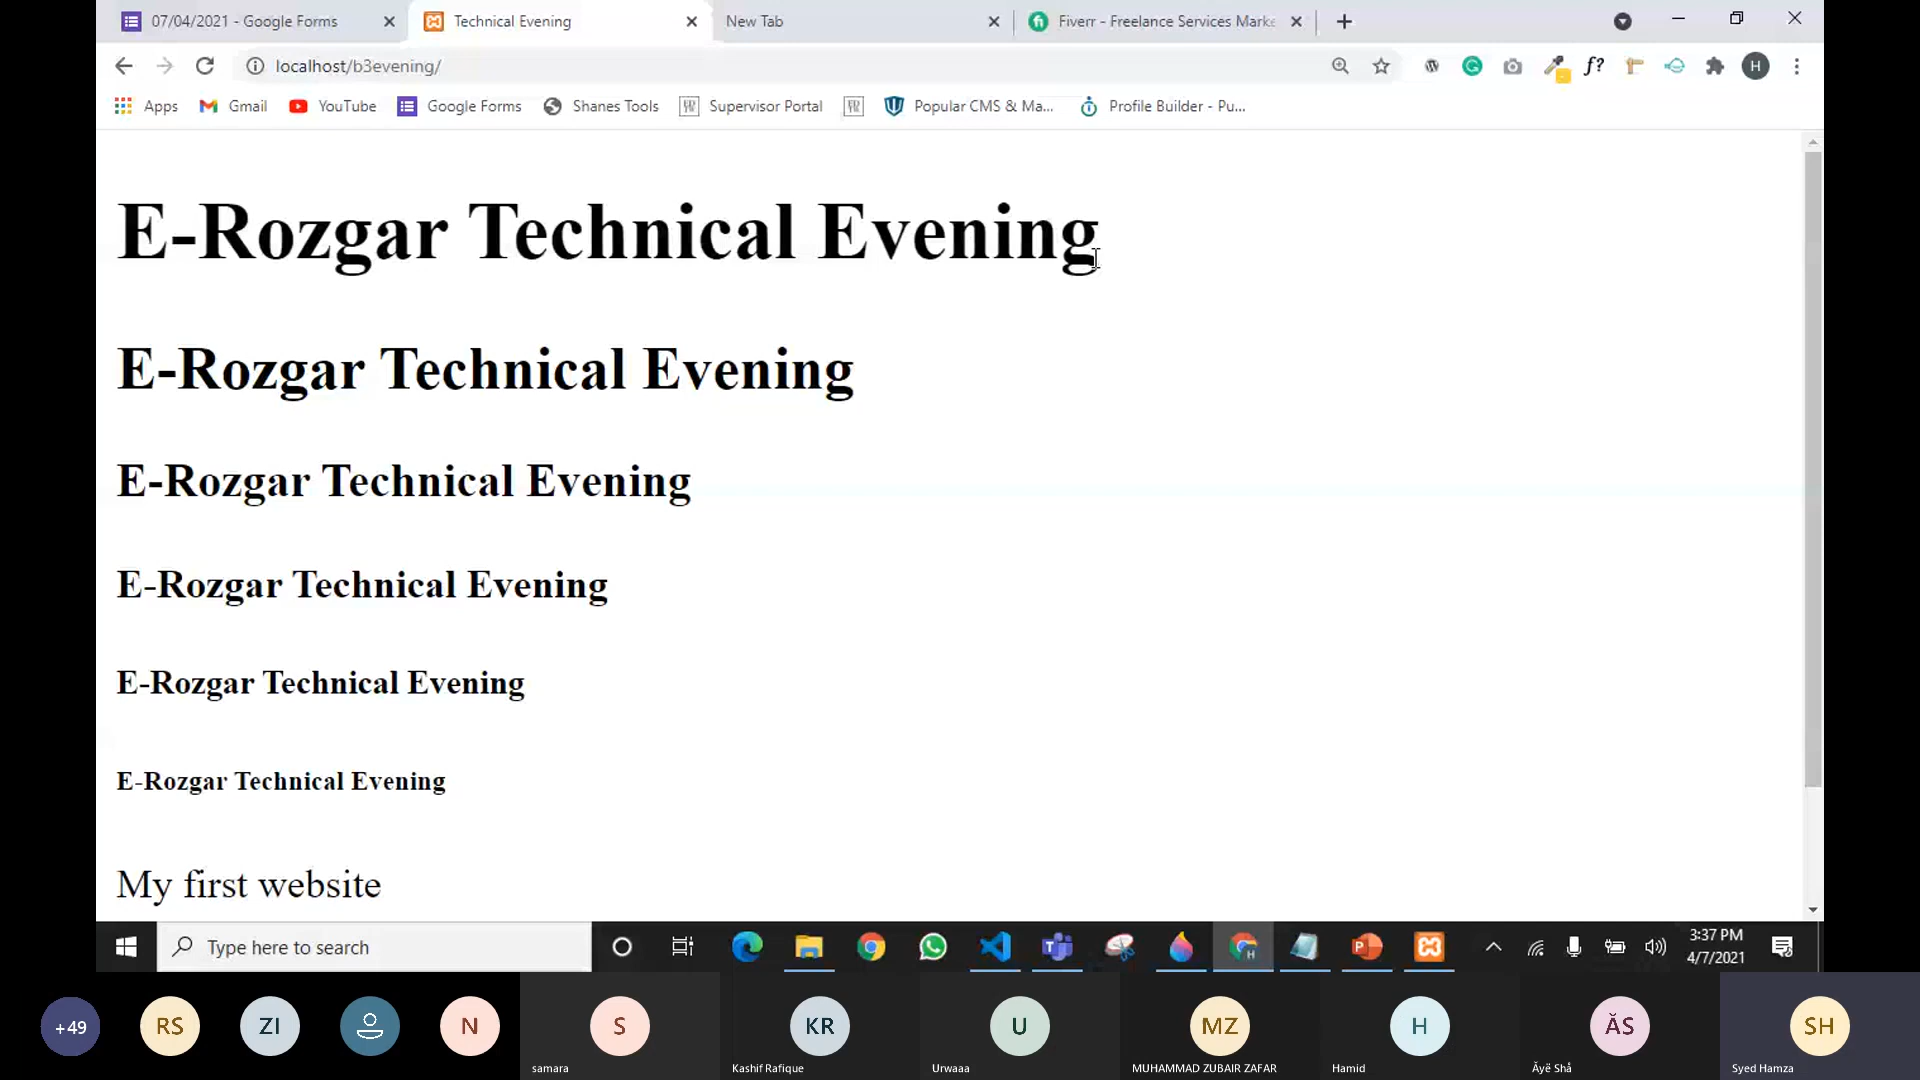 07/04/2021 - Google Forms
Technical Evening
New Tab
Fiverr - Freelance Services Marke
localhost/b3evening/
f?
H
Apps
Gmail
YouTube
Google Forms
Shanes Tools
Supervisor Portal
Popular CMS & Ma...
Profile Builder - Pu...
E-Rozgar Technical Evening
E-Rozgar Technical Evening
E-Rozgar Technical Evening
E-Rozgar Technical Evening
E-Rozgar Technical Evening
E-Rozgar Technical Evening
My first website
Type here to search
3:37 PM
4/7/2021
+49
RS
ZI
N
S
KR
U
MZ
H
ĂS
SH
samara
Kashif Rafique
Urwaaa
MUHAMMAD ZUBAIR ZAFAR
Hamid
Ăyë Shå
Syed Hamza